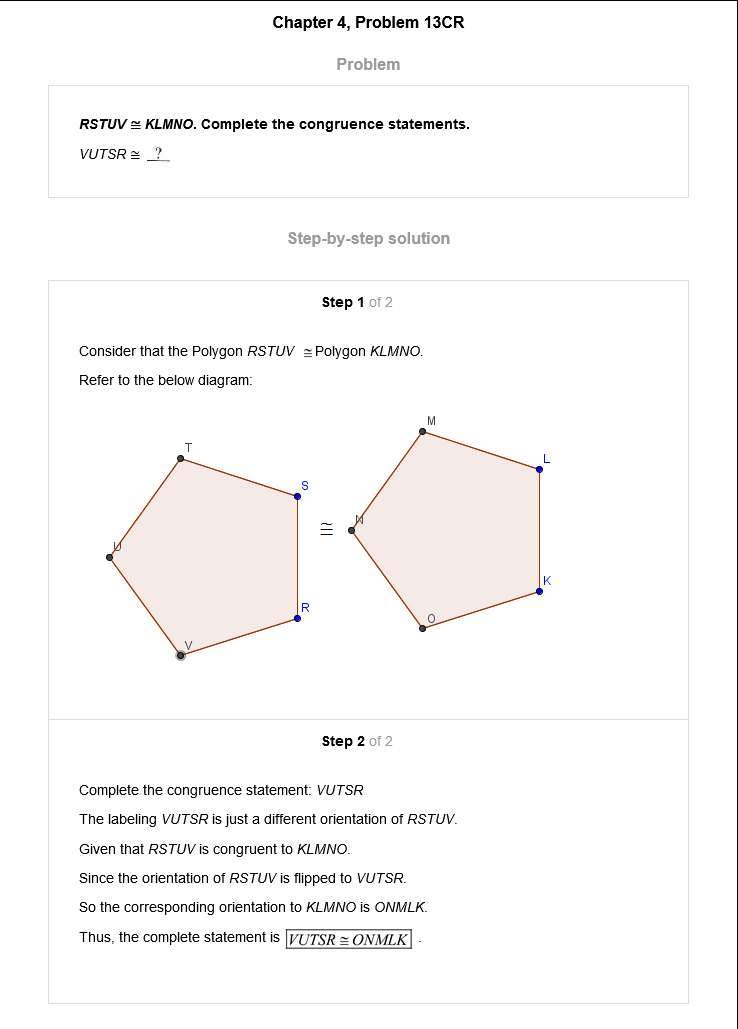 Chapter 4, Problem 13CR
Problem
RSTUV ≅ KLMNO. Complete the congruence statements.
VUTSR ≅ ?
Step-by-step solution
Step 1 of 2
Consider that the Polygon RSTUV ≅ Polygon KLMNO.
Refer to the below diagram:
M
T
L
S
U
≅
N
K
R
O
V
Step 2 of 2
Complete the congruence statement: VUTSR
The labeling VUTSR is just a different orientation of RSTUV.
Given that RSTUV is congruent to KLMNO.
Since the orientation of RSTUV is flipped to VUTSR.
So the corresponding orientation to KLMNO is ONMLK.
Thus, the complete statement is VUTSR ≅ ONMLK .